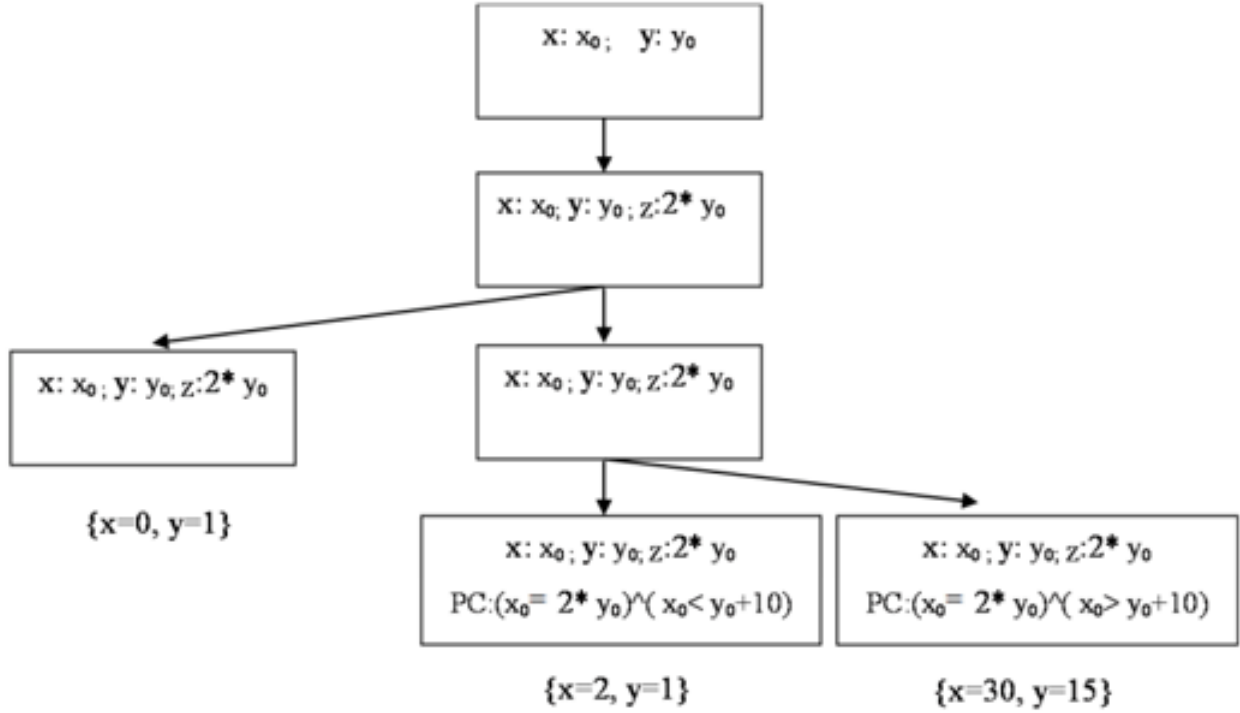 x: x₀ ; y: y₀
x: x₀; y: y₀ ; z:2* y₀
x: x₀ ; y: y₀; z:2* y₀
x: x₀ ; y: y₀; z:2* y₀
{x=0, y=1}
x: x₀ ; y: y₀; z:2* y₀
PC:(x₀= 2* y₀)^( x₀< y₀+10)
x: x₀ ; y: y₀; z:2* y₀
PC:(x₀= 2* y₀)^( x₀> y₀+10)
{x=2, y=1}
{x=30, y=15}